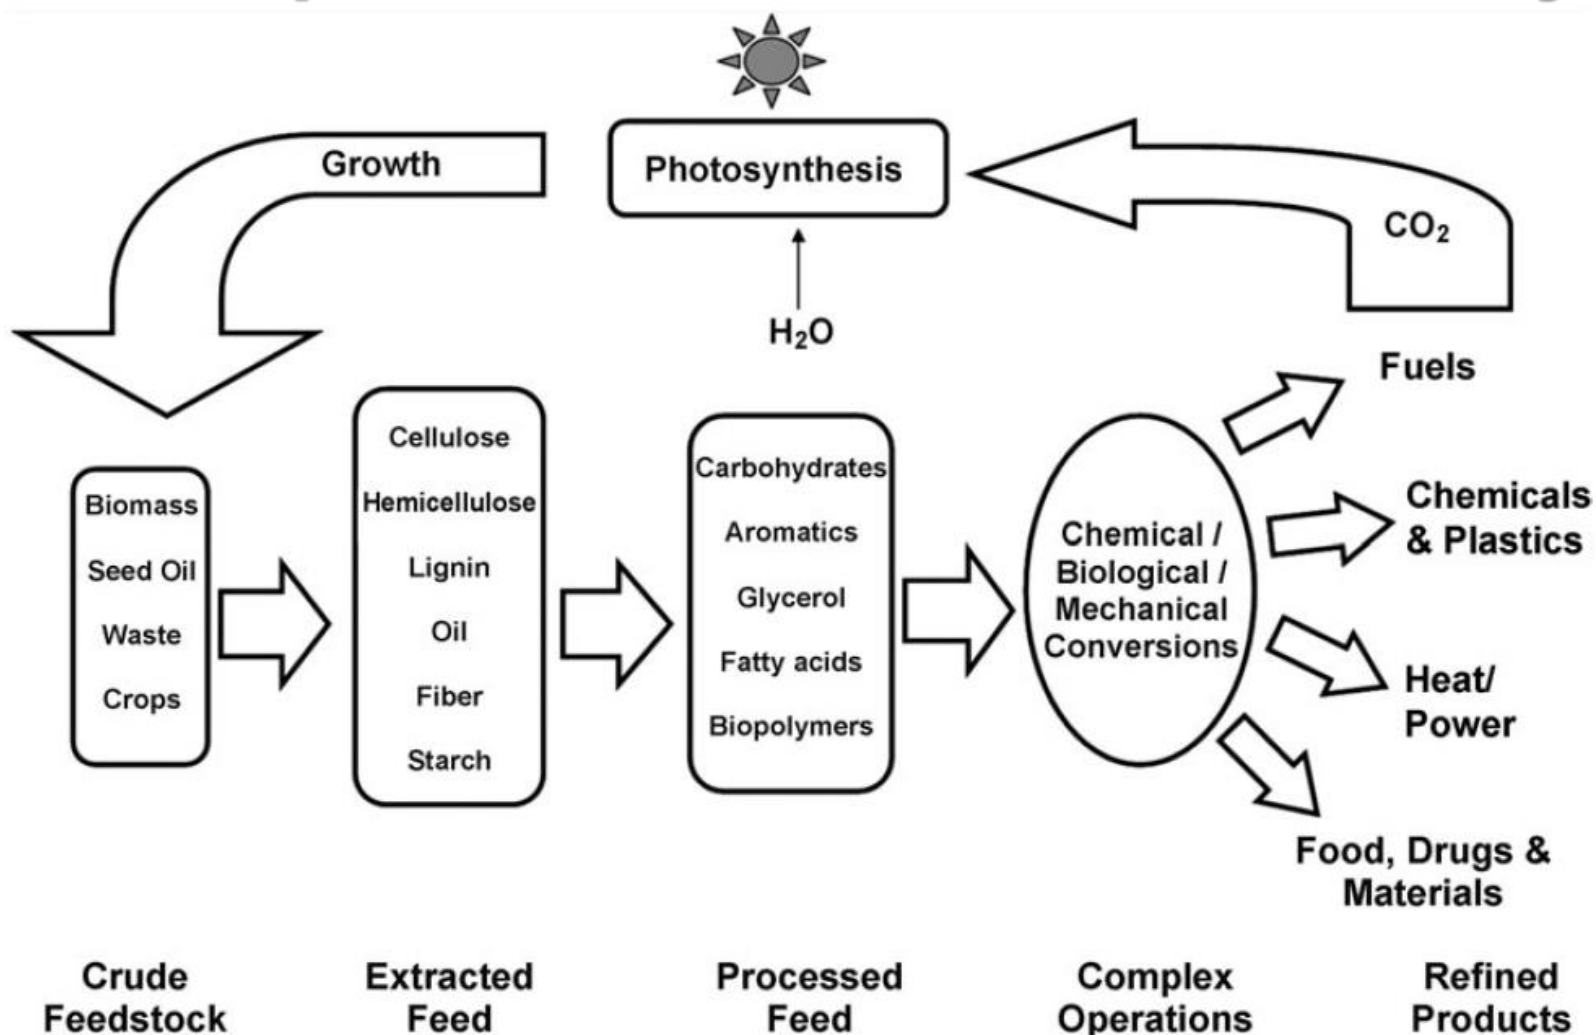 Growth
Photosynthesis
CO₂
H₂O
Biomass
Seed Oil
Waste
Crops
Cellulose
Hemicellulose
Lignin
Oil
Fiber
Starch
Carbohydrates
Aromatics
Glycerol
Fatty acids
Biopolymers
Chemical /
Biological /
Mechanical
Conversions
Fuels
Chemicals
& Plastics
Heat/
Power
Food, Drugs &
Materials
Crude
Feedstock
Extracted
Feed
Processed
Feed
Complex
Operations
Refined
Products